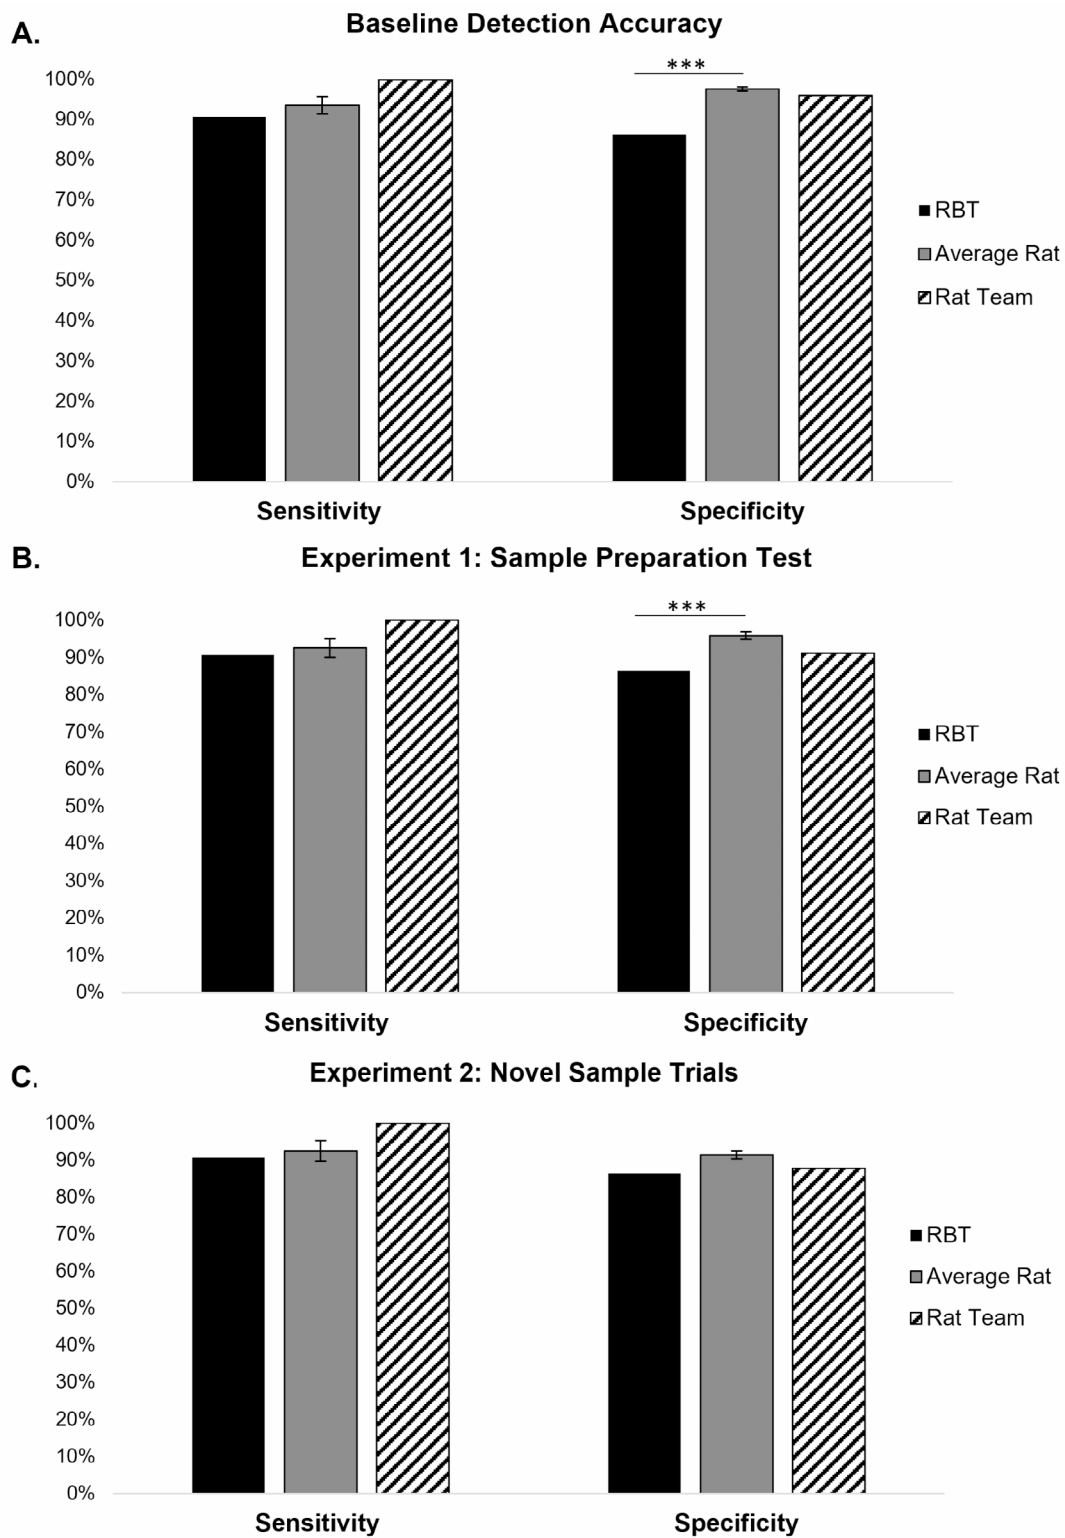 A.
Baseline Detection Accuracy
***
100%
90%
80%
70%
60%
50%
40%
30%
20%
10%
0%
Sensitivity
Specificity
RBT
Average Rat
Rat Team
B.
Experiment 1: Sample Preparation Test
***
100%
90%
80%
70%
60%
50%
40%
30%
20%
10%
0%
Sensitivity
Specificity
RBT
Average Rat
Rat Team
C.
Experiment 2: Novel Sample Trials
100%
90%
80%
70%
60%
50%
40%
30%
20%
10%
0%
Sensitivity
Specificity
RBT
Average Rat
Rat Team